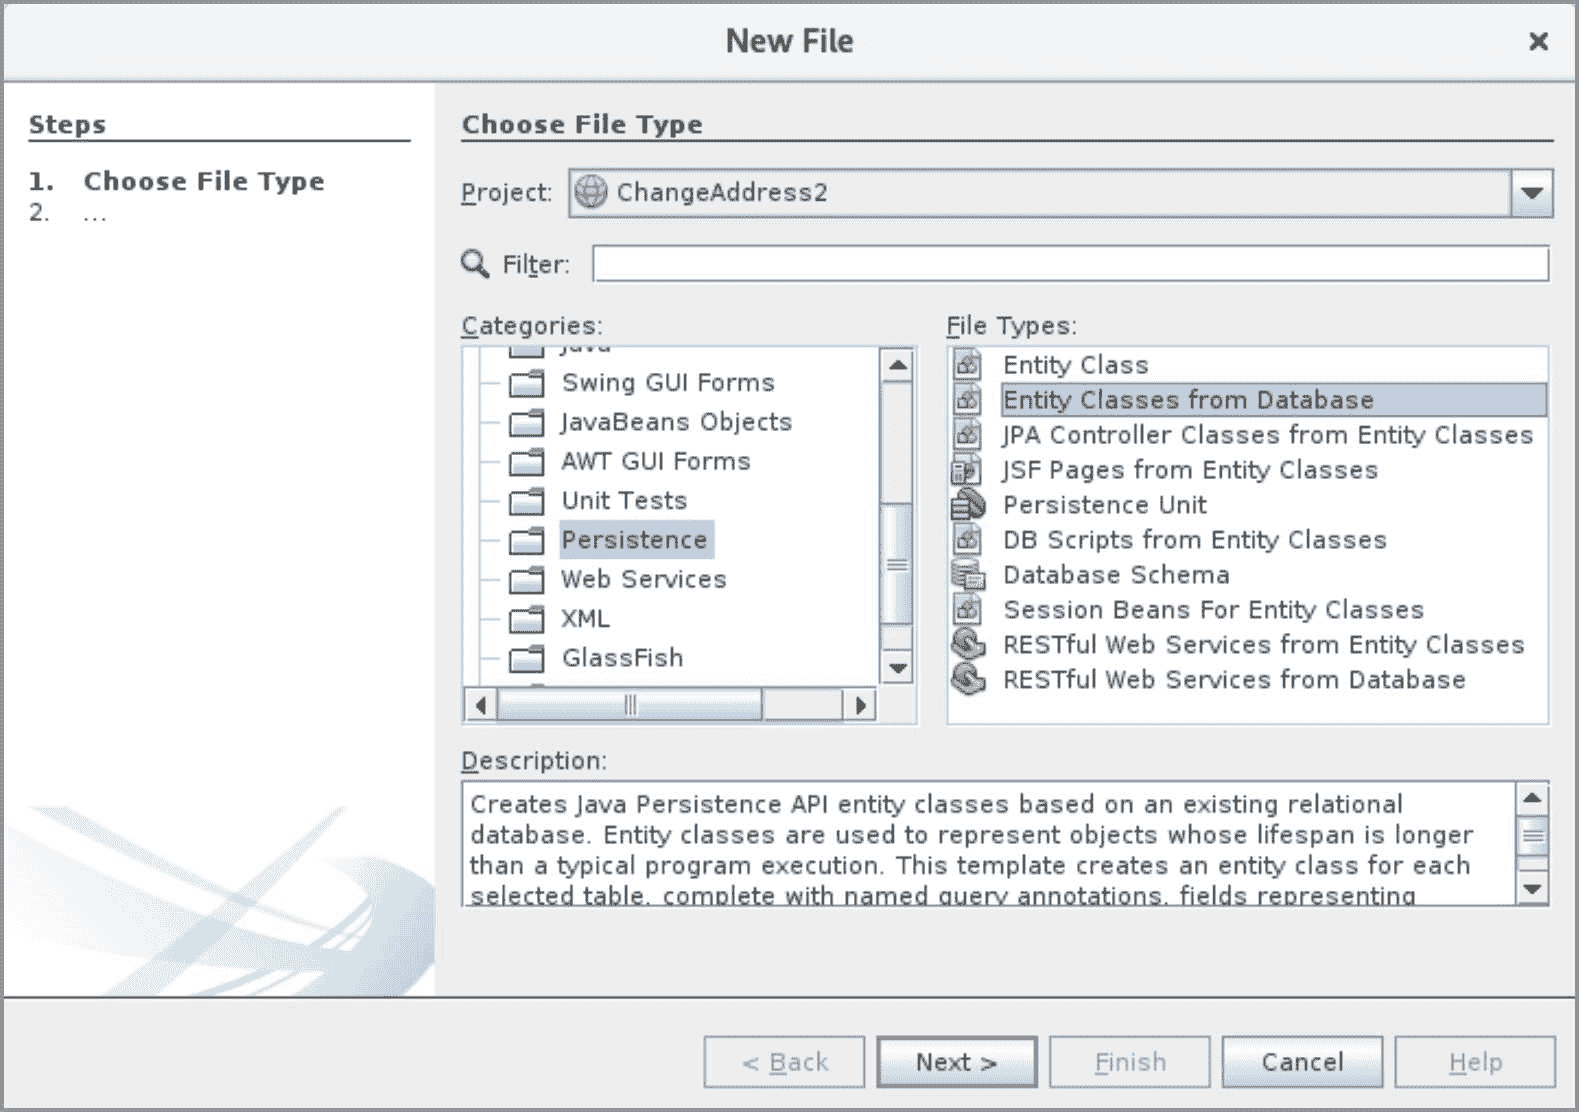 New File
Steps
1. Choose File Type
2. ...
Choose File Type
Project: ChangeAddress2
Filter:
Categories:
Java
Swing GUI Forms
JavaBeans Objects
AWT GUI Forms
Unit Tests
Persistence
Web Services
XML
GlassFish
File Types:
Entity Class
Entity Classes from Database
JPA Controller Classes from Entity Classes
JSF Pages from Entity Classes
Persistence Unit
DB Scripts from Entity Classes
Database Schema
Session Beans For Entity Classes
RESTful Web Services from Entity Classes
RESTful Web Services from Database
Description:
Creates Java Persistence API entity classes based on an existing relational
database. Entity classes are used to represent objects whose lifespan is longer
than a typical program execution. This template creates an entity class for each
selected table, complete with named query annotations, fields representing
< Back
Next >
Finish
Cancel
Help